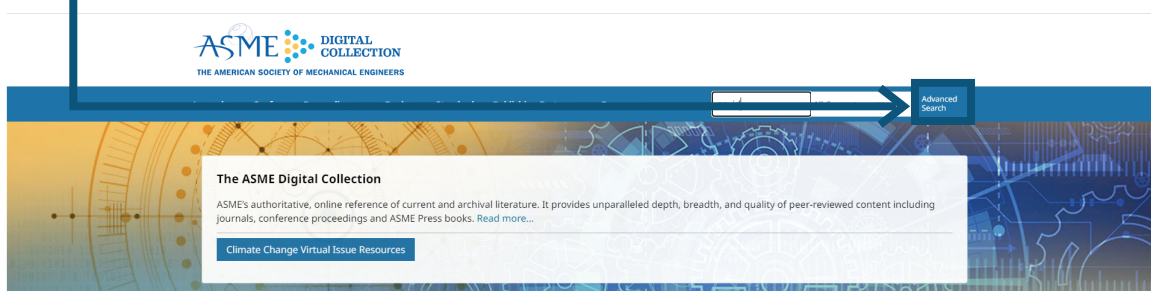 ASME DIGITAL COLLECTION
THE AMERICAN SOCIETY OF MECHANICAL ENGINEERS
Advanced
Search
The ASME Digital Collection
ASME's authoritative, online reference of current and archival literature. It provides unparalleled depth, breadth, and quality of peer-reviewed content including
journals, conference proceedings and ASME Press books. Read more...
Climate Change Virtual Issue Resources